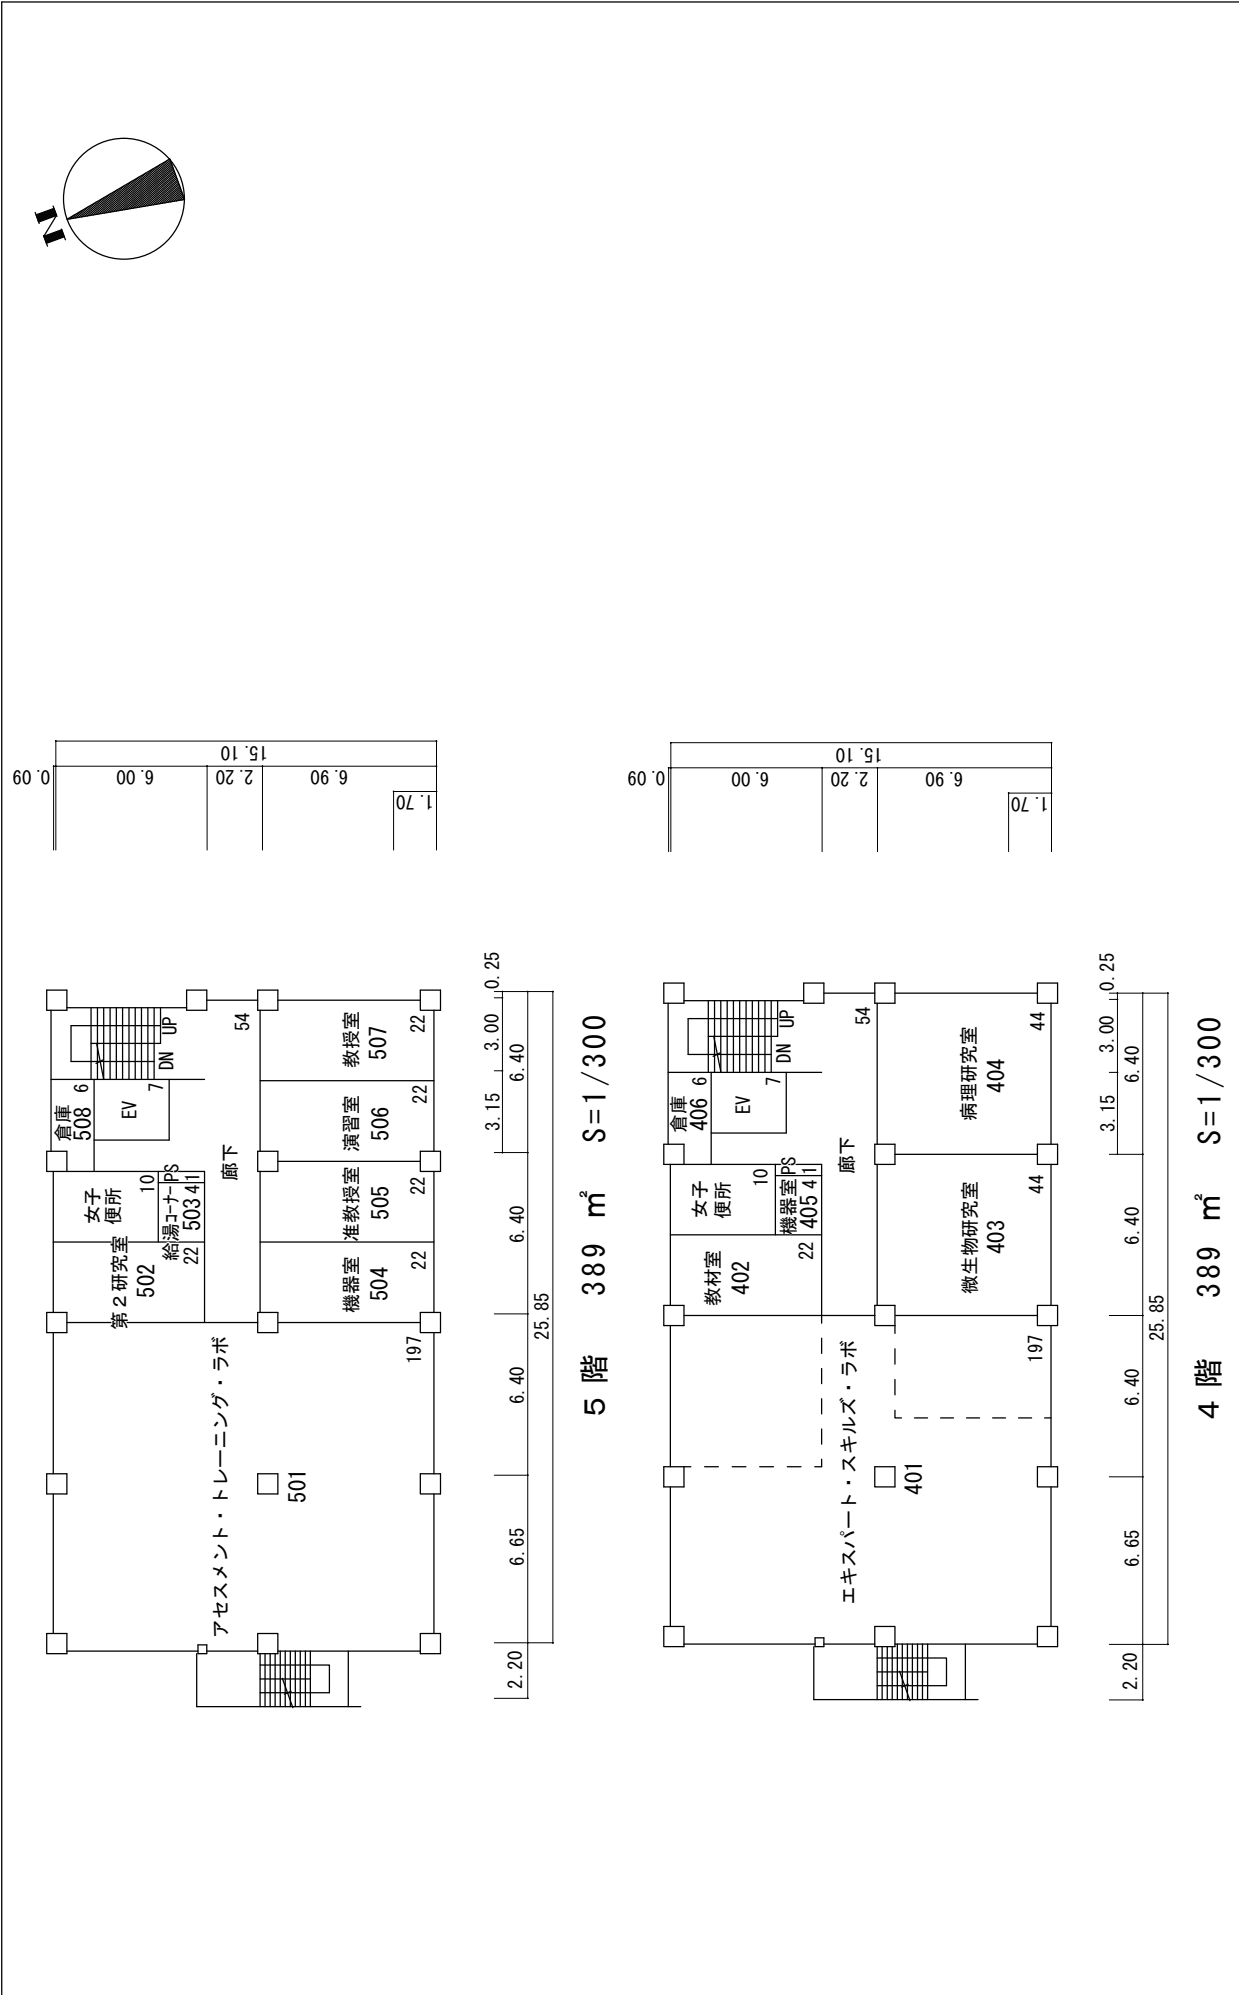 N
倉庫
508
6
EV
7
DN
UP
54
女子
便所
10
PS
給湯コーナー
503
4
1
第2研究室
502
22
廊下
教授室
507
22
演習室
506
22
准教授室
505
22
機器室
504
22
アセスメント・トレーニング・ラボ
501
197
0.09
6.00
2.20
6.90
15.10
1.70
2.20
6.65
6.40
6.40
3.15
3.00
0.25
6.40
25.85
5階 389 ㎡ S=1/300
倉庫
406
6
EV
7
DN
UP
54
女子
便所
10
PS
機器室
405
4
1
教材室
402
22
廊下
病理研究室
404
44
微生物研究室
403
44
エキスパート・スキルズ・ラボ
401
197
0.09
6.00
2.20
6.90
15.10
1.70
2.20
6.65
6.40
6.40
3.15
3.00
0.25
6.40
25.85
4階 389 ㎡ S=1/300